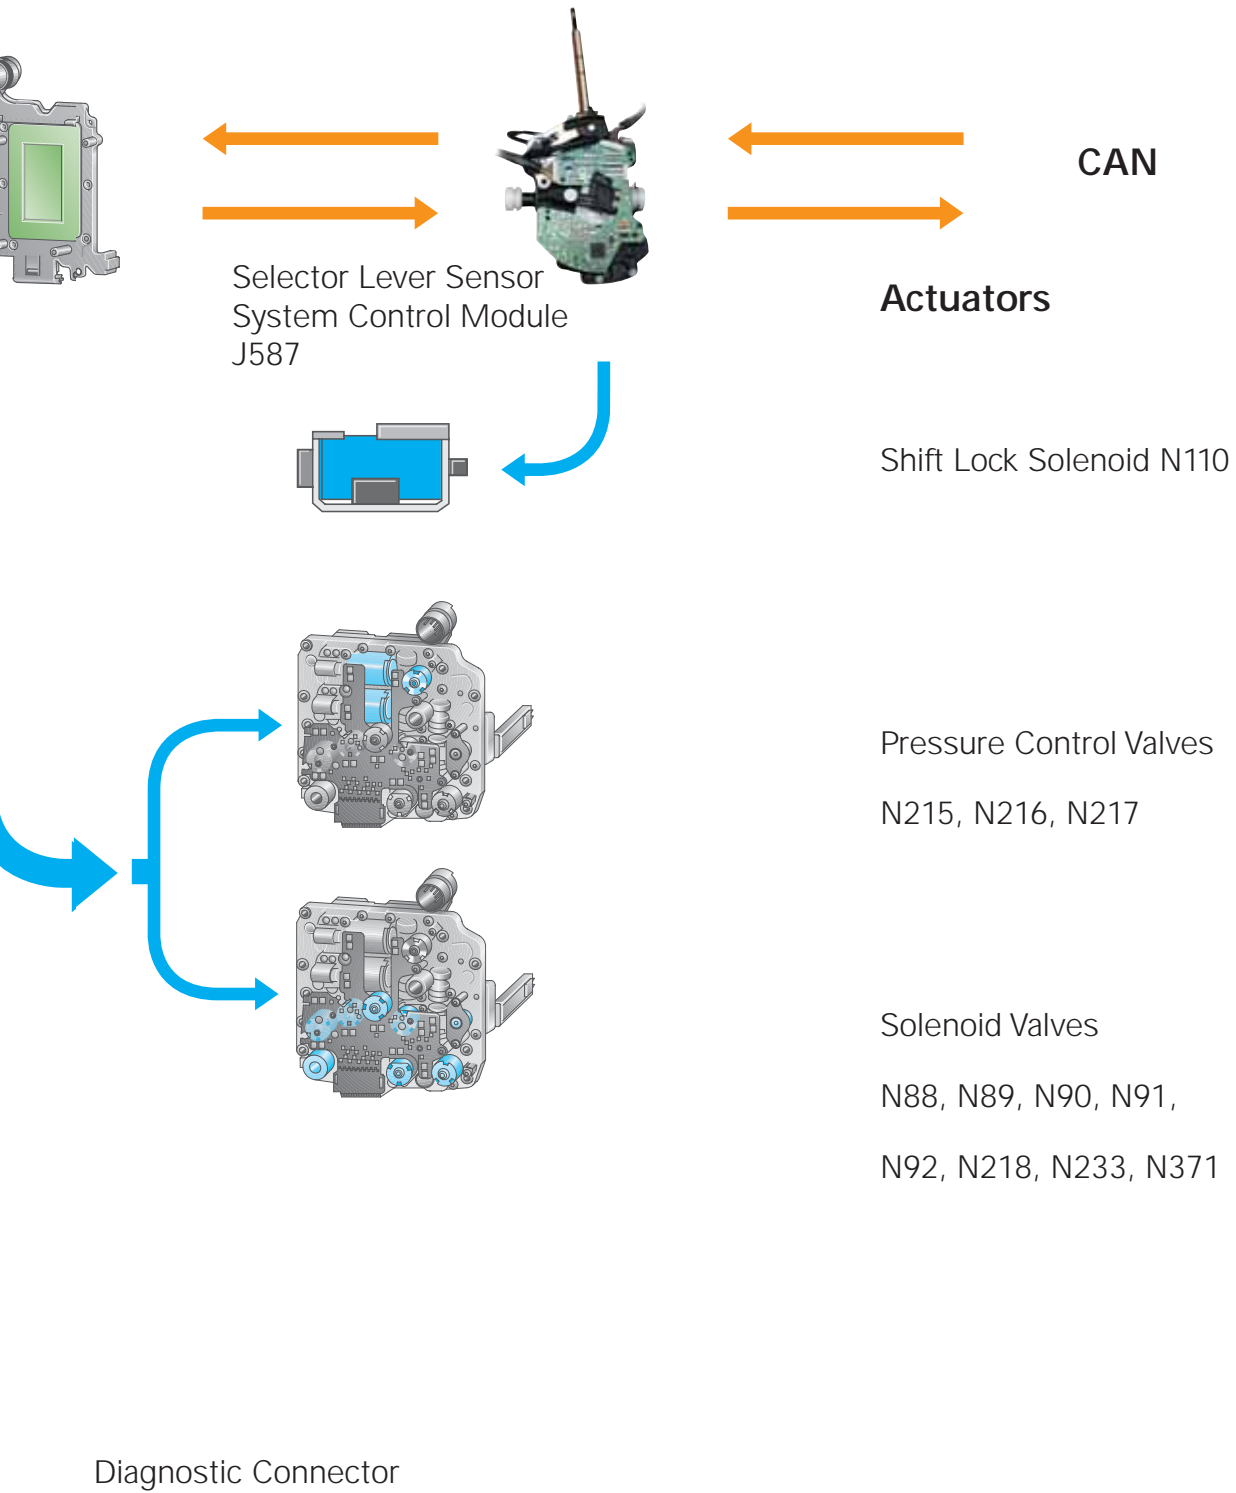 CAN
Selector Lever Sensor
System Control Module
J587
Actuators
Shift Lock Solenoid N110
Pressure Control Valves
N215, N216, N217
Solenoid Valves
N88, N89, N90, N91,
N92, N218, N233, N371
Diagnostic Connector